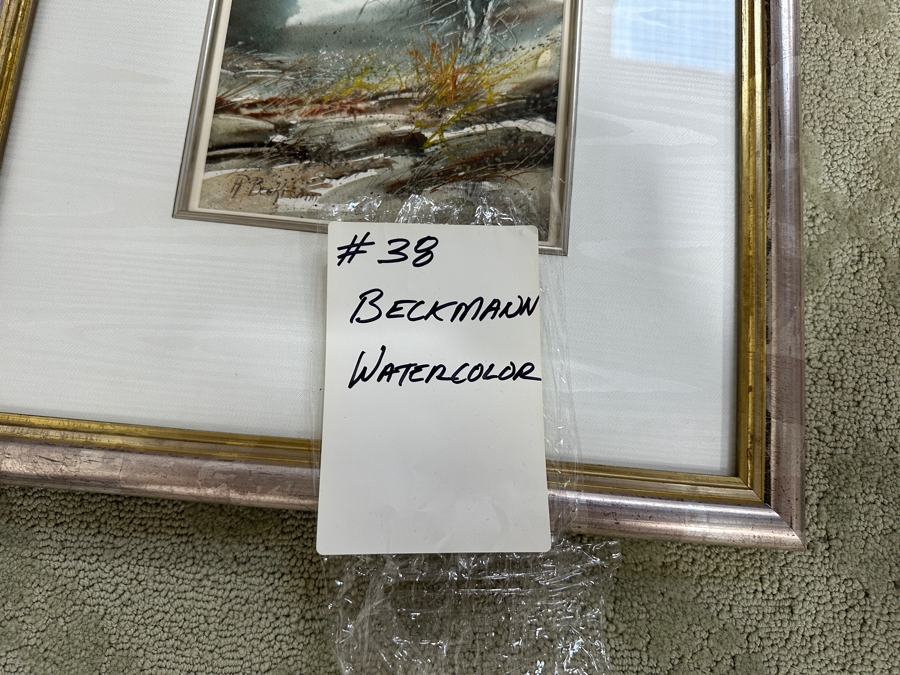 # 38
BECKMANN
WATERCOLOR